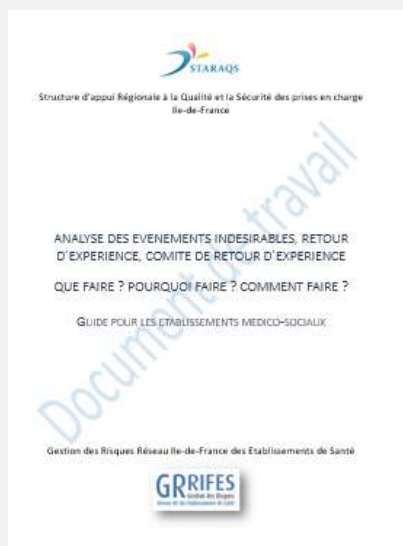 STARAQS
Structure d'appui Régionale à la Qualité et la Sécurité des prises en charge
Ile-de-France
ANALYSE DES EVENEMENTS INDESIRABLES, RETOUR
D'EXPERIENCE, COMITE DE RETOUR D'EXPERIENCE
QUE FAIRE ? POURQUOI FAIRE ? COMMENT FAIRE ?
GUIDE POUR LES ETABLISSEMENTS MEDICO-SOCIAUX
Document de travail
Gestion des Risques Réseau Ile-de-France des Etablissements de Santé
GRRIFES